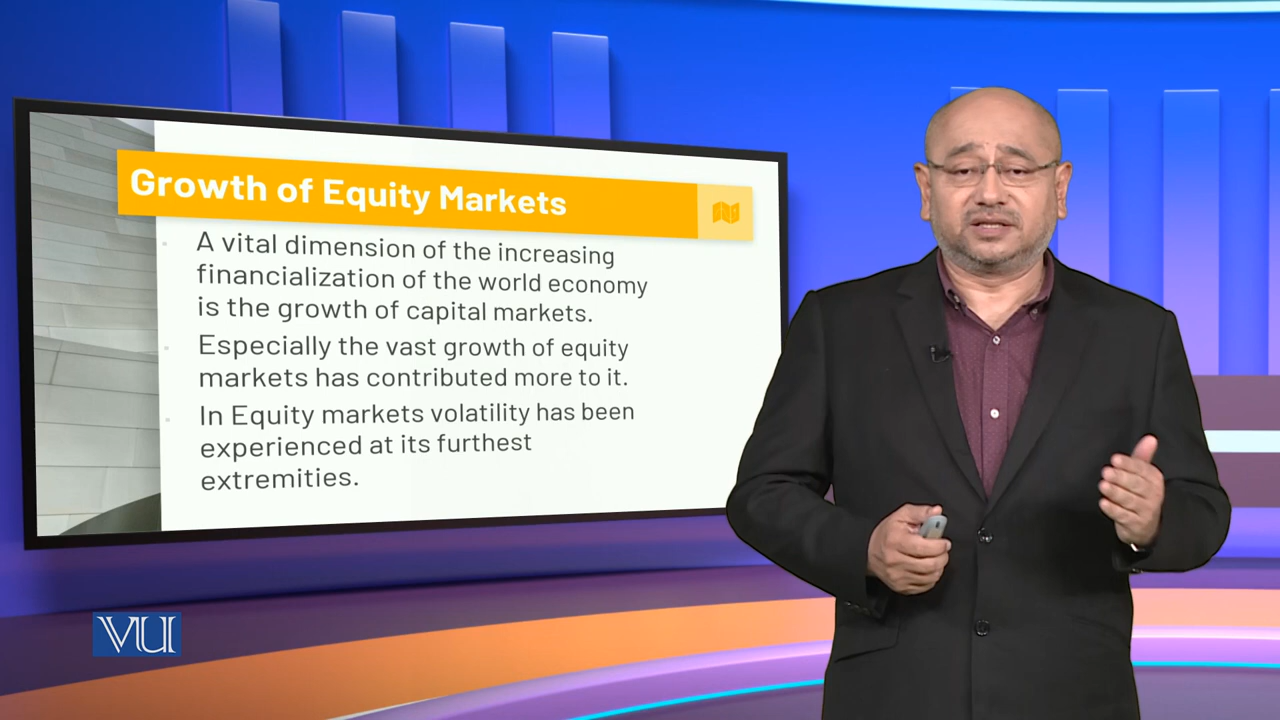 Growth of Equity Markets
A vital dimension of the increasing
financialization of the world economy
is the growth of capital markets.
Especially the vast growth of equity
markets has contributed more to it.
In Equity markets volatility has been
experienced at its furthest
extremities.
VU